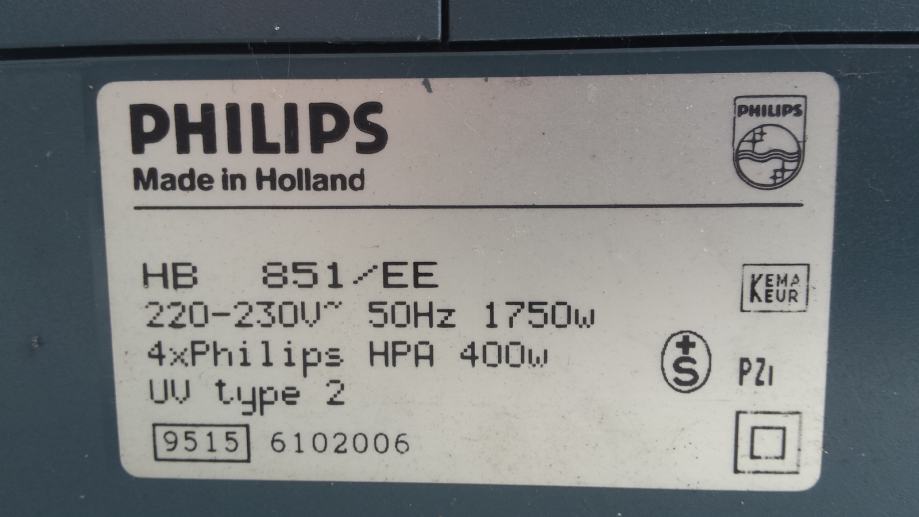 PHILIPS
Made in Holland
PHILIPS
HB 851/EE
220-230V~ 50Hz 1750w
4xPhilips HPA 400w
UV type 2
9515 6102006
KEMA
KEUR
+S
PZI